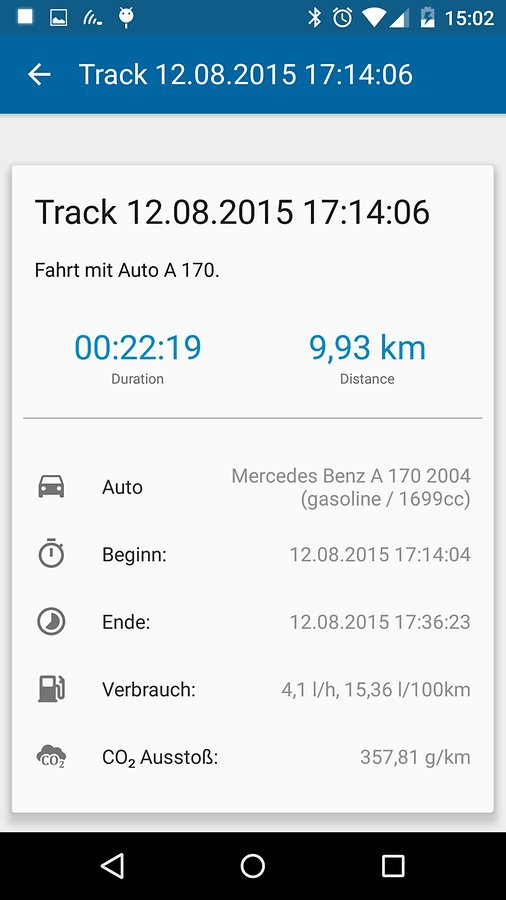 15:02
Track 12.08.2015 17:14:06
Track 12.08.2015 17:14:06
Fahrt mit Auto A 170.
00:22:19
9,93 km
Duration
Distance
Auto
Mercedes Benz A 170 2004
(gasoline / 1699cc)
Beginn:
12.08.2015 17:14:04
Ende:
12.08.2015 17:36:23
Verbrauch:
4,1 l/h, 15,36 l/100km
CO₂
CO₂ Ausstoß:
357,81 g/km